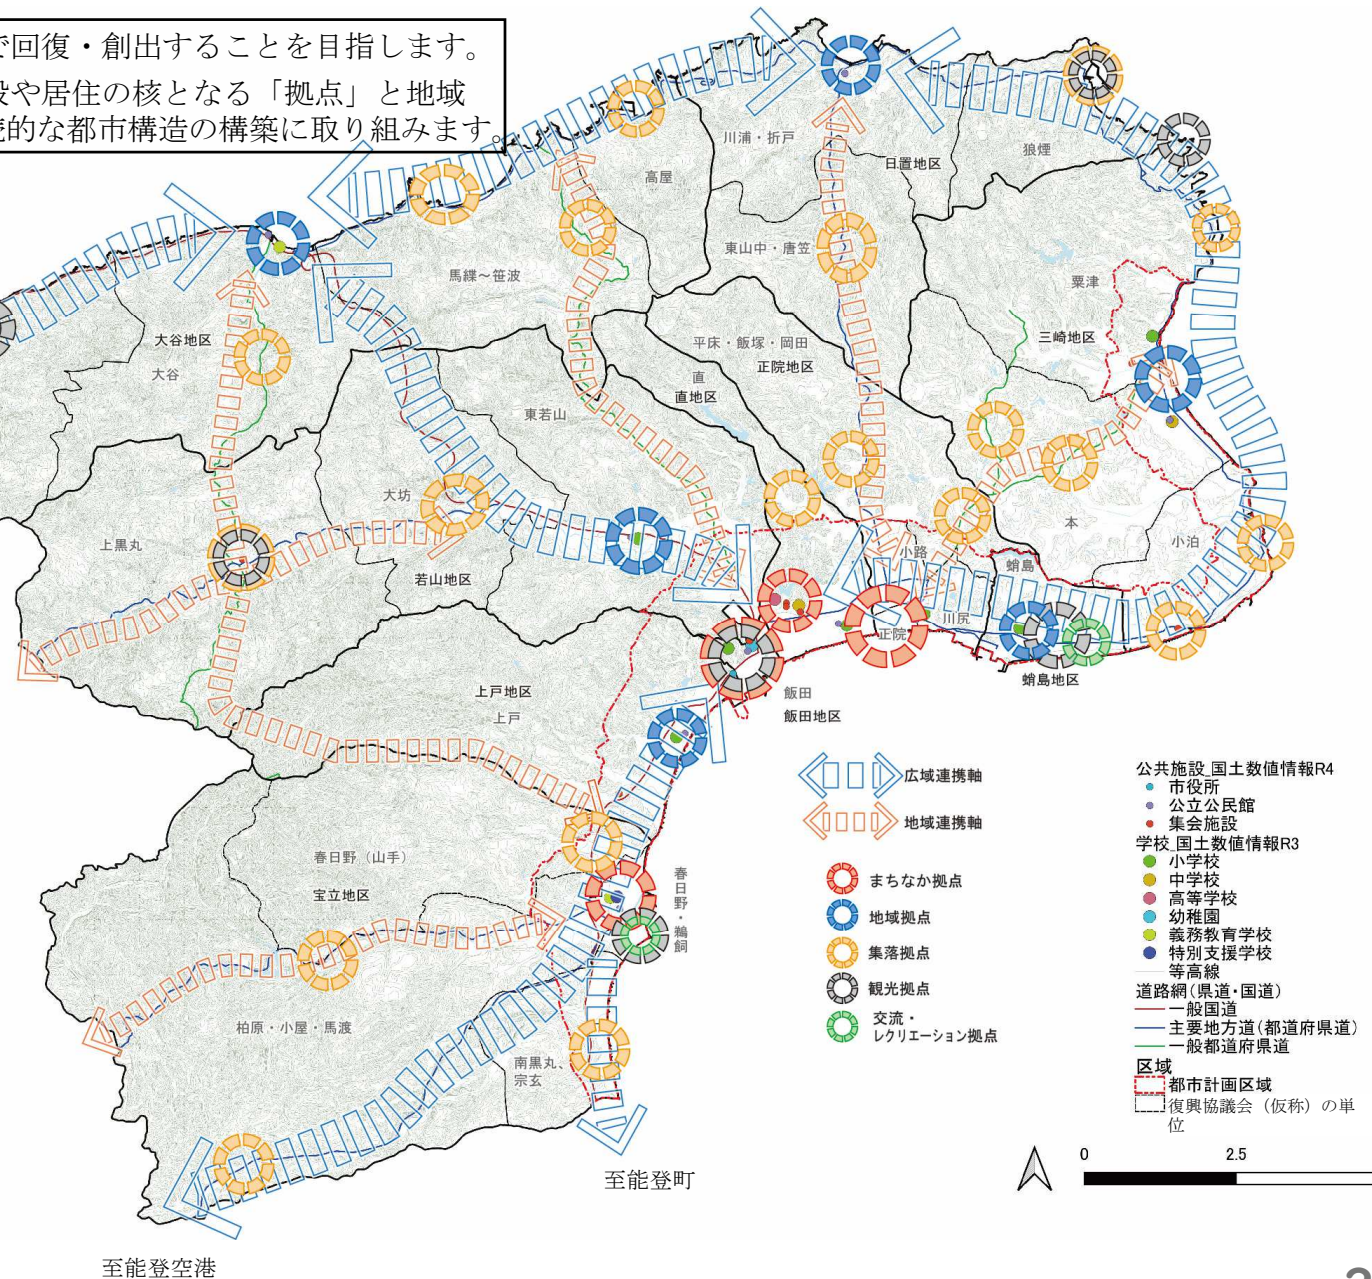 で回復・創出することを目指します。
設や居住の核となる「拠点」と地域
続的な都市構造の構築に取り組みます。
川浦・折戸
日置地区
狼煙
高屋
東山中・唐笠
馬緤～笹波
粟津
大谷地区
大谷
平床・飯塚・岡田
正院地区
三崎地区
直
直地区
東若山
大坊
上黒丸
本
小泊
小路
蛸島
若山地区
川尻
正院
蛸島地区
上戸地区
上戸
飯田
飯田地区
春日野（山手）
宝立地区
春日野・鵜飼
柏原・小屋・馬渡
南黒丸、
宗玄
至能登町
至能登空港
広域連携軸
地域連携軸
まちなか拠点
地域拠点
集落拠点
観光拠点
交流・
レクリエーション拠点
公共施設_国土数値情報R4
市役所
公立公民館
集会施設
学校_国土数値情報R3
小学校
中学校
高等学校
幼稚園
義務教育学校
特別支援学校
等高線
道路網(県道・国道)
一般国道
主要地方道(都道府県道)
一般都道府県道
区域
都市計画区域
復興協議会（仮称）の単
位
0 2.5